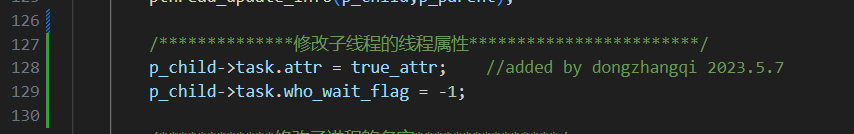 pthread_update_info(p_child,p_parent);
126
127 /**************修改子线程的线程属性************************/
128 p_child->task.attr = true_attr; //added by dongzhangqi 2023.5.7
129 p_child->task.who_wait_flag = -1;
130